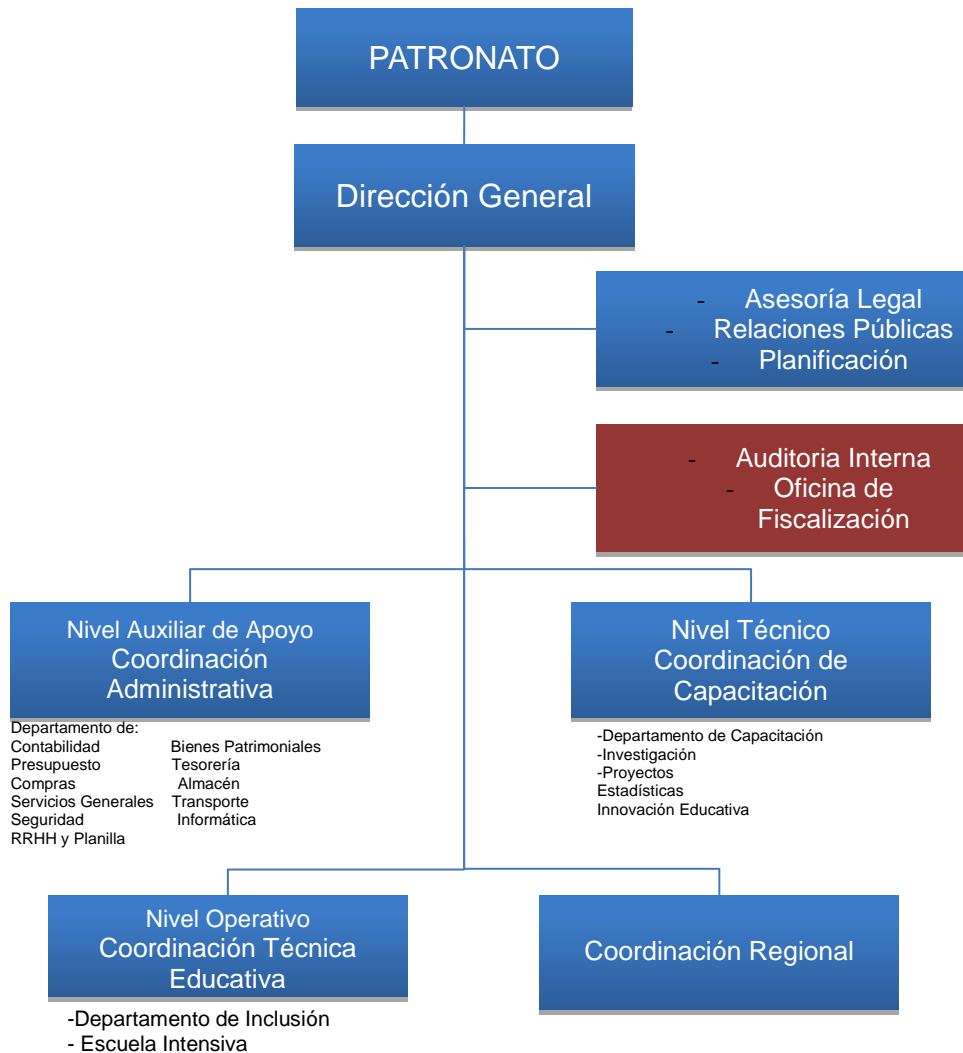 PATRONATO
Dirección General
- Asesoría Legal
- Relaciones Públicas
- Planificación
- Auditoria Interna
- Oficina de
Fiscalización
Nivel Auxiliar de Apoyo
Coordinación
Administrativa
Departamento de:
Contabilidad Bienes Patrimoniales
Presupuesto Tesorería
Compras Almacén
Servicios Generales Transporte
Seguridad Informática
RRHH y Planilla
Nivel Técnico
Coordinación de
Capacitación
-Departamento de Capacitación
-Investigación
-Proyectos
Estadísticas
Innovación Educativa
Nivel Operativo
Coordinación Técnica
Educativa
-Departamento de Inclusión
- Escuela Intensiva
Coordinación Regional